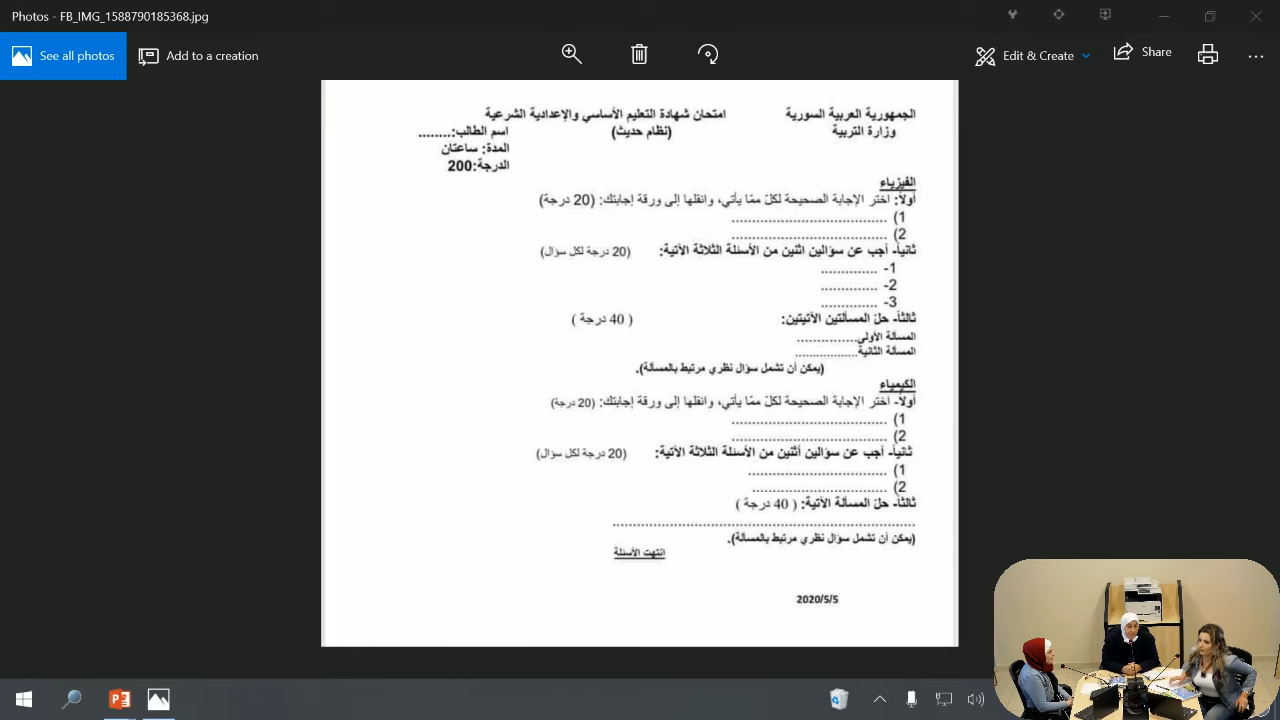 Photos - FB_IMG_1588790185368.jpg
See all photos
Add to a creation
Edit & Create
Share
الجمهورية العربية السورية
امتحان شهادة التعليم الأساسي والإعدادية الشرعية
وزارة التربية
(نظام حديث)
اسم الطالب:........
المدة: ساعتان
الدرجة:200
الفيزياء
أولاً: اختر الإجابة الصحيحة لكلّ ممّا يأتي، وانقلها إلى ورقة إجابتك: (20 درجة)
1) .......................................
2) .......................................
ثانياً- أجب عن سؤالين اثنين من الأسئلة الثلاثة الآتية: (20 درجة لكل سؤال)
1- ..............
2- ..............
3- ..............
ثالثاً- حلّ المسألتين الآتيتين: ( 40 درجة )
المسألة الأولى...............
المسألة الثانية................
(يمكن أن تشمل سؤال نظري مرتبط بالمسألة).
الكيمياء
أولاً- اختر الإجابة الصحيحة لكلّ ممّا يأتي، وانقلها إلى ورقة إجابتك: (20 درجة)
1) .......................................
2) .......................................
ثانياً- أجب عن سؤالين أثنين من الأسئلة الثلاثة الآتية: (20 درجة لكل سؤال)
1) ..................................
2) .................................
ثالثاً- حلّ المسألة الآتية: ( 40 درجة )
...........................................................................
(يمكن أن تشمل سؤال نظري مرتبط بالمسألة).
انتهت الأسئلة
2020/5/5